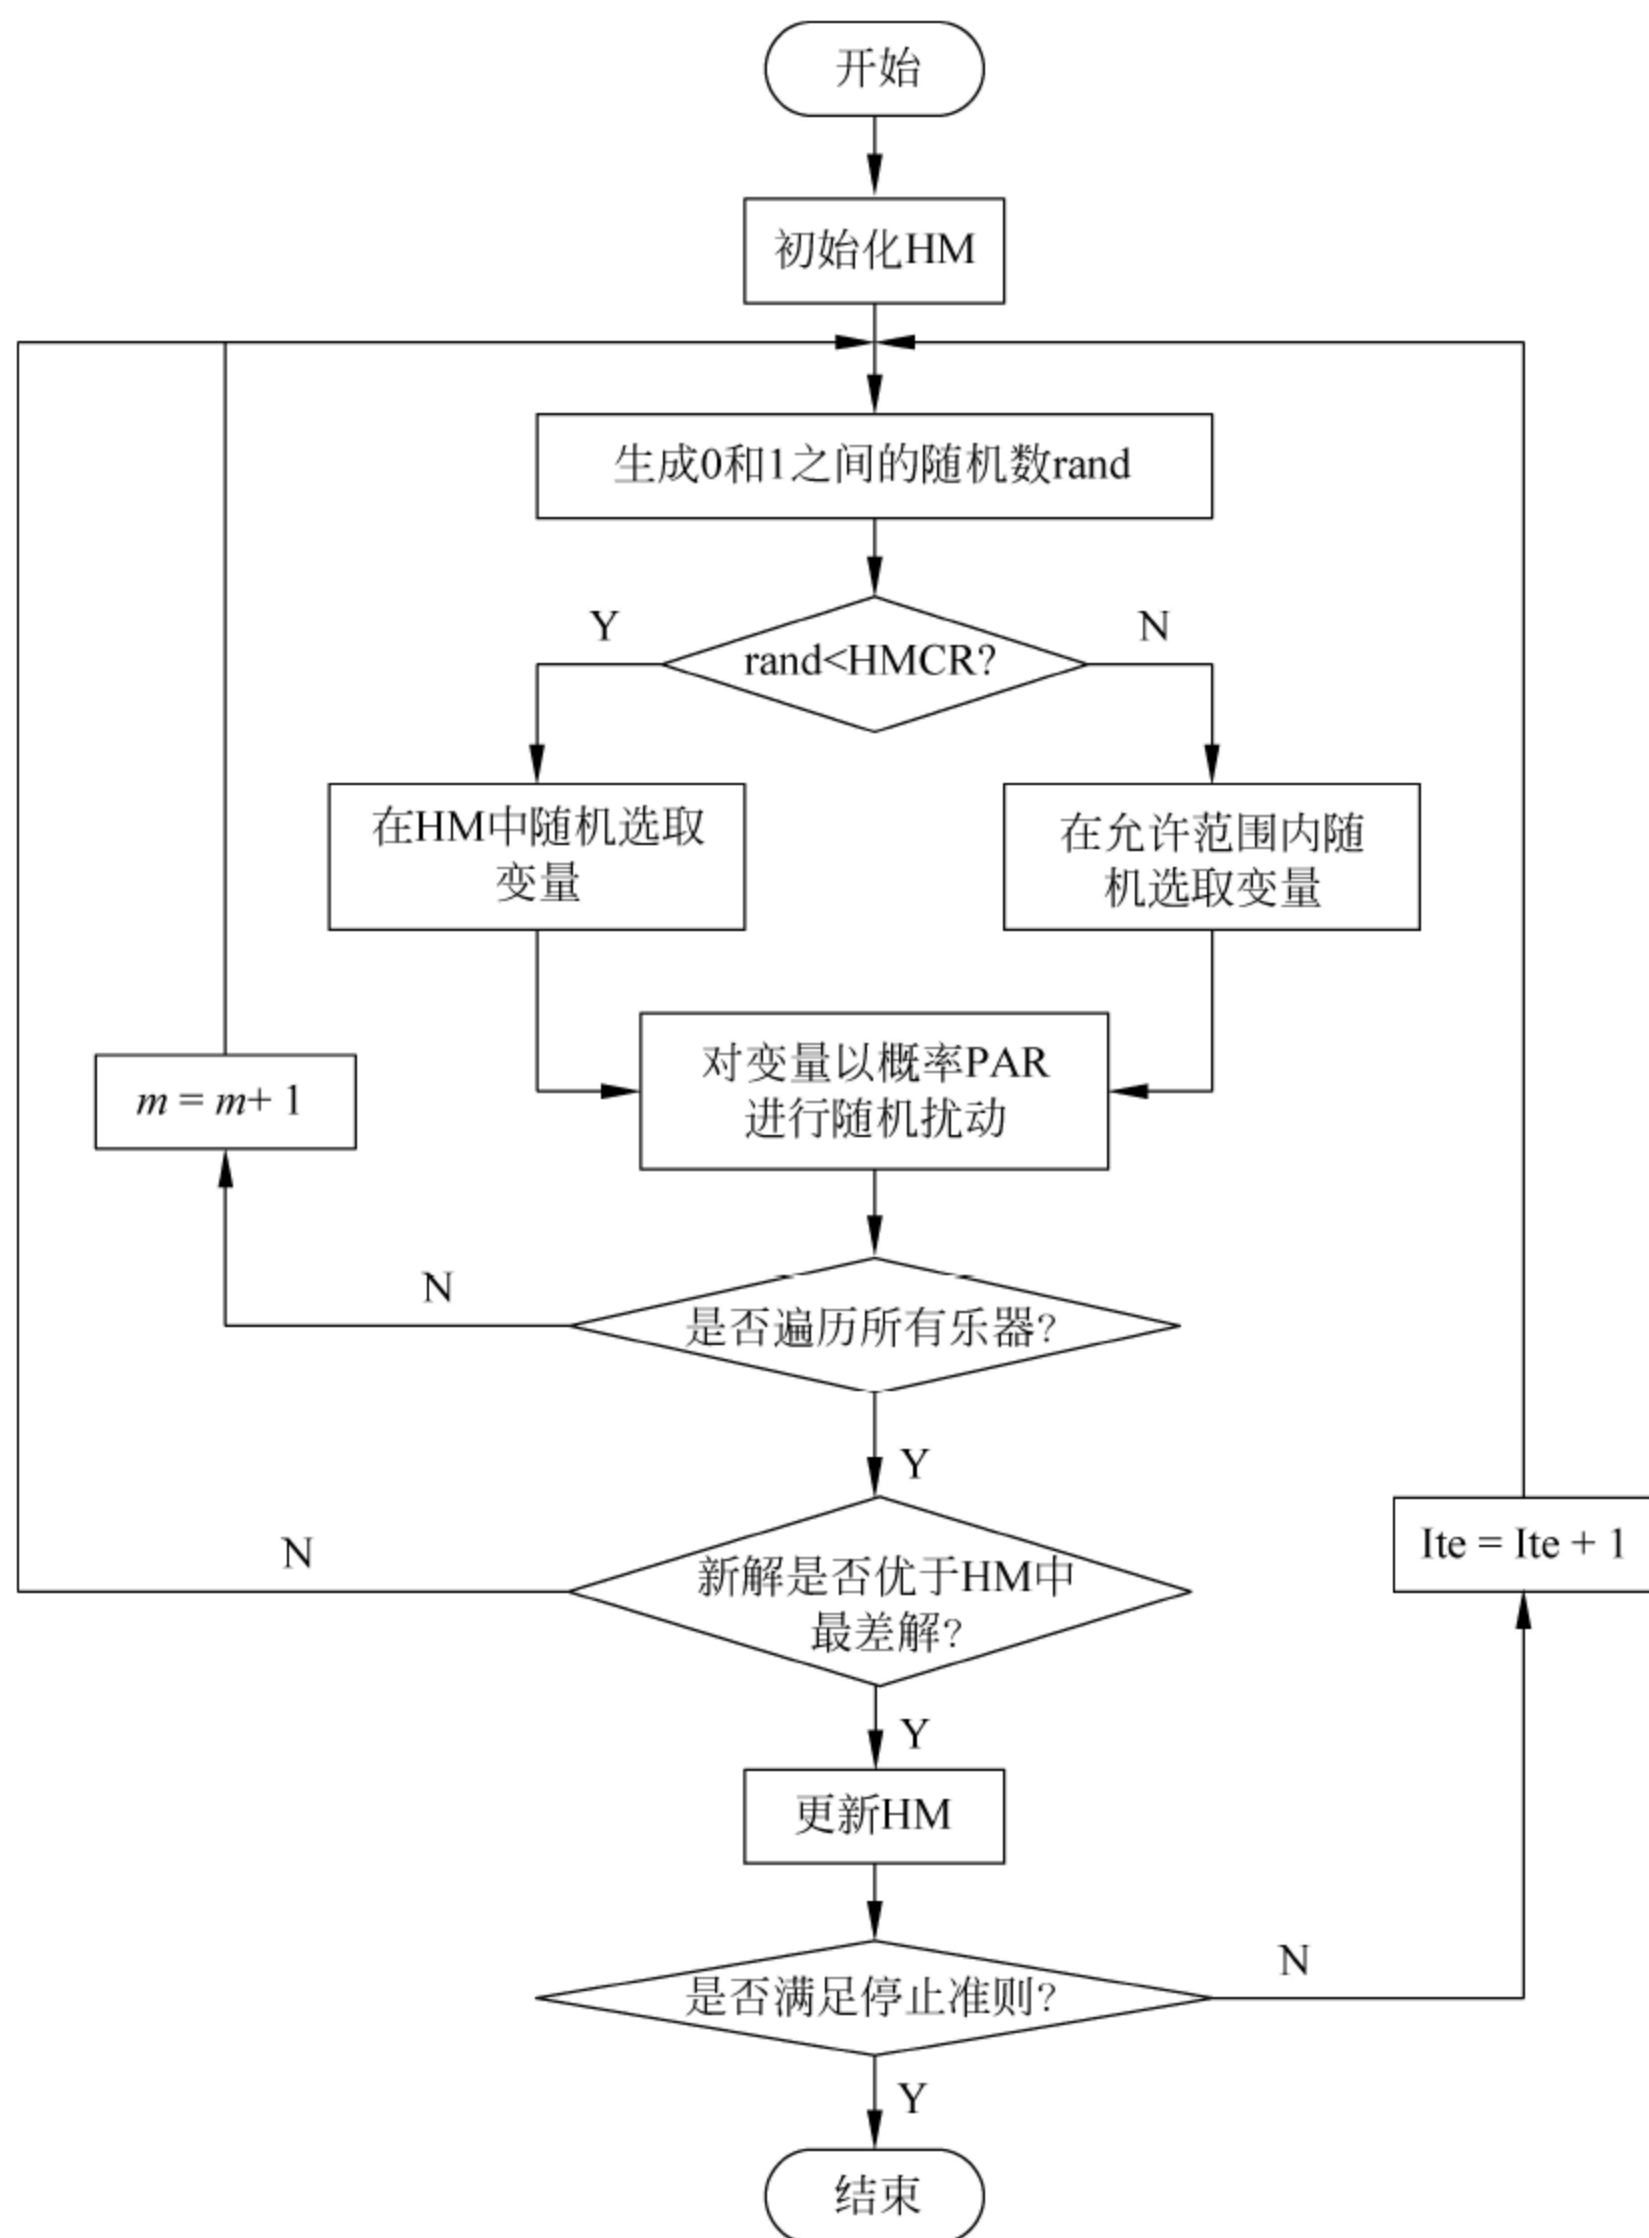 开始
初始化HM
生成0和1之间的随机数rand
Y
N
rand<HMCR?
在HM中随机选取
变量
在允许范围内随
机选取变量
对变量以概率PAR
进行随机扰动
m = m+ 1
N
是否遍历所有乐器?
Y
N
新解是否优于HM中
最差解?
Ite = Ite + 1
Y
更新HM
是否满足停止准则?
N
Y
结束